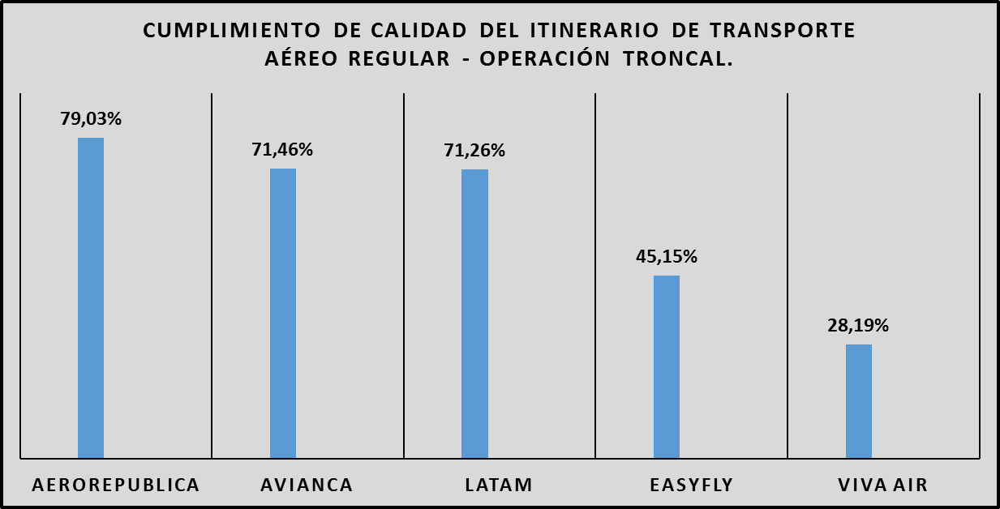 CUMPLIMIENTO DE CALIDAD DEL ITINERARIO DE TRANSPORTE
AÉREO REGULAR - OPERACIÓN TRONCAL.
79,03%
71,46%
71,26%
45,15%
28,19%
AEROREPUBLICA
AVIANCA
LATAM
EASYFLY
VIVA AIR